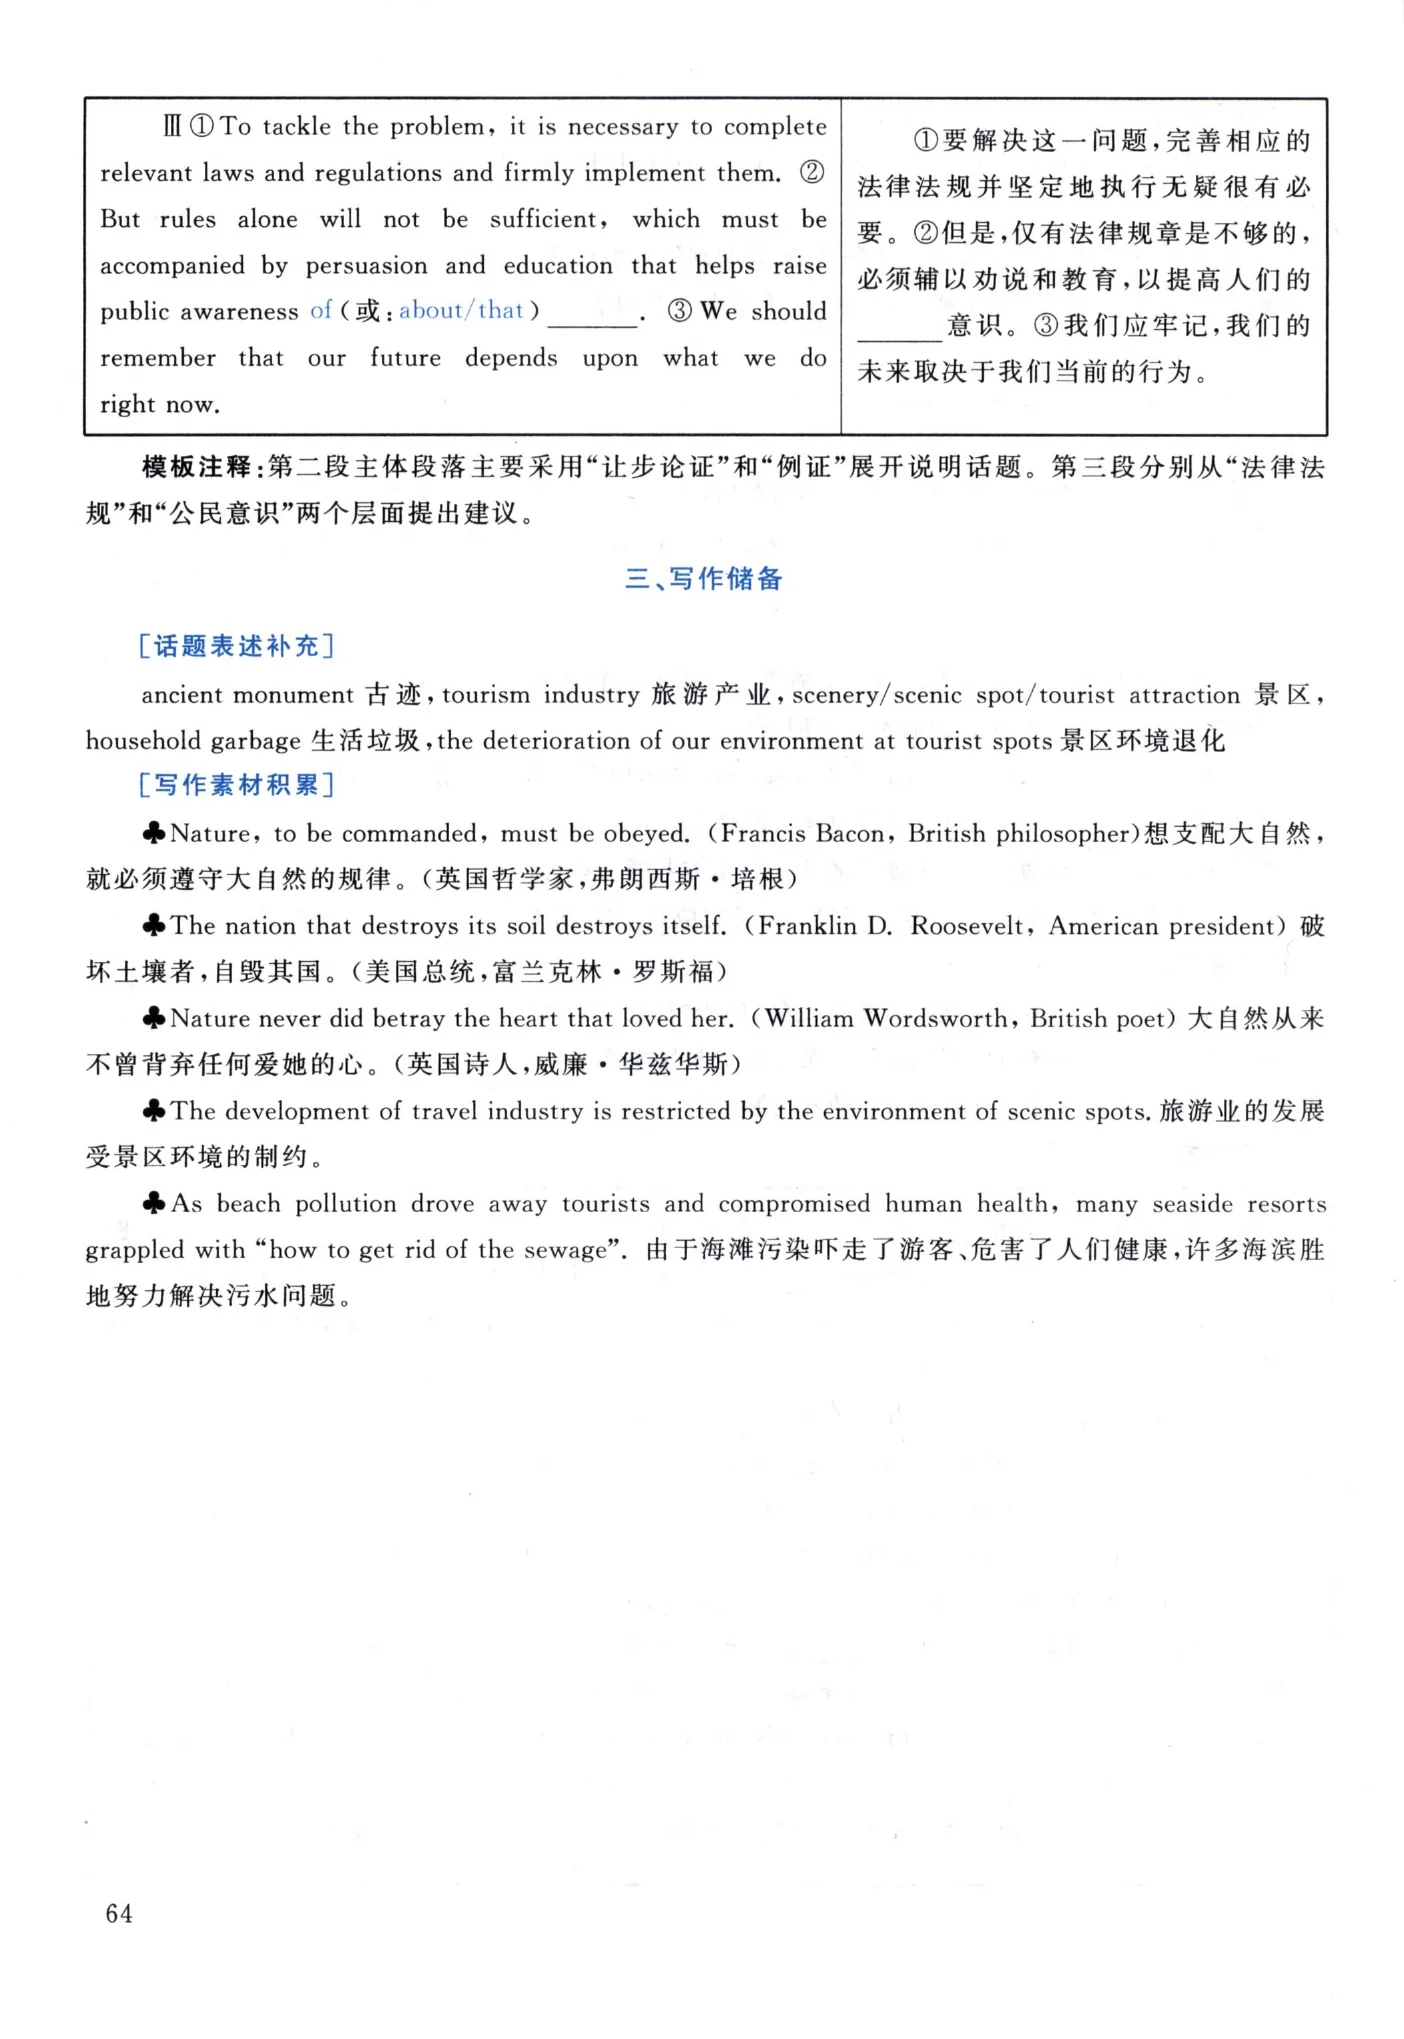 Ⅲ ①To tackle the problem, it is necessary to complete
relevant laws and regulations and firmly implement them. ②
But rules alone will not be sufficient, which must be
accompanied by persuasion and education that helps raise
public awareness of(或:about/that)______. ③We should
remember that our future depends upon what we do
right now.
①要解决这一问题,完善相应的
法律法规并坚定地执行无疑很有必
要。②但是,仅有法律规章是不够的,
必须辅以劝说和教育,以提高人们的
______意识。③我们应牢记,我们的
未来取决于我们当前的行为。
模板注释:第二段主体段落主要采用“让步论证”和“例证”展开说明话题。第三段分别从“法律法
规”和“公民意识”两个层面提出建议。
三、写作储备
[话题表述补充]
ancient monument 古迹,tourism industry 旅游产业,scenery/scenic spot/tourist attraction 景区,
household garbage 生活垃圾,the deterioration of our environment at tourist spots 景区环境退化
[写作素材积累]
♣Nature, to be commanded, must be obeyed. (Francis Bacon, British philosopher)想支配大自然,
就必须遵守大自然的规律。(英国哲学家,弗朗西斯·培根)
♣The nation that destroys its soil destroys itself. (Franklin D. Roosevelt, American president) 破
坏土壤者,自毁其国。(美国总统,富兰克林·罗斯福)
♣Nature never did betray the heart that loved her. (William Wordsworth, British poet) 大自然从来
不曾背弃任何爱她的心。(英国诗人,威廉·华兹华斯)
♣The development of travel industry is restricted by the environment of scenic spots. 旅游业的发展
受景区环境的制约。
♣As beach pollution drove away tourists and compromised human health, many seaside resorts
grappled with “how to get rid of the sewage”. 由于海滩污染吓走了游客、危害了人们健康,许多海滨胜
地努力解决污水问题。
64